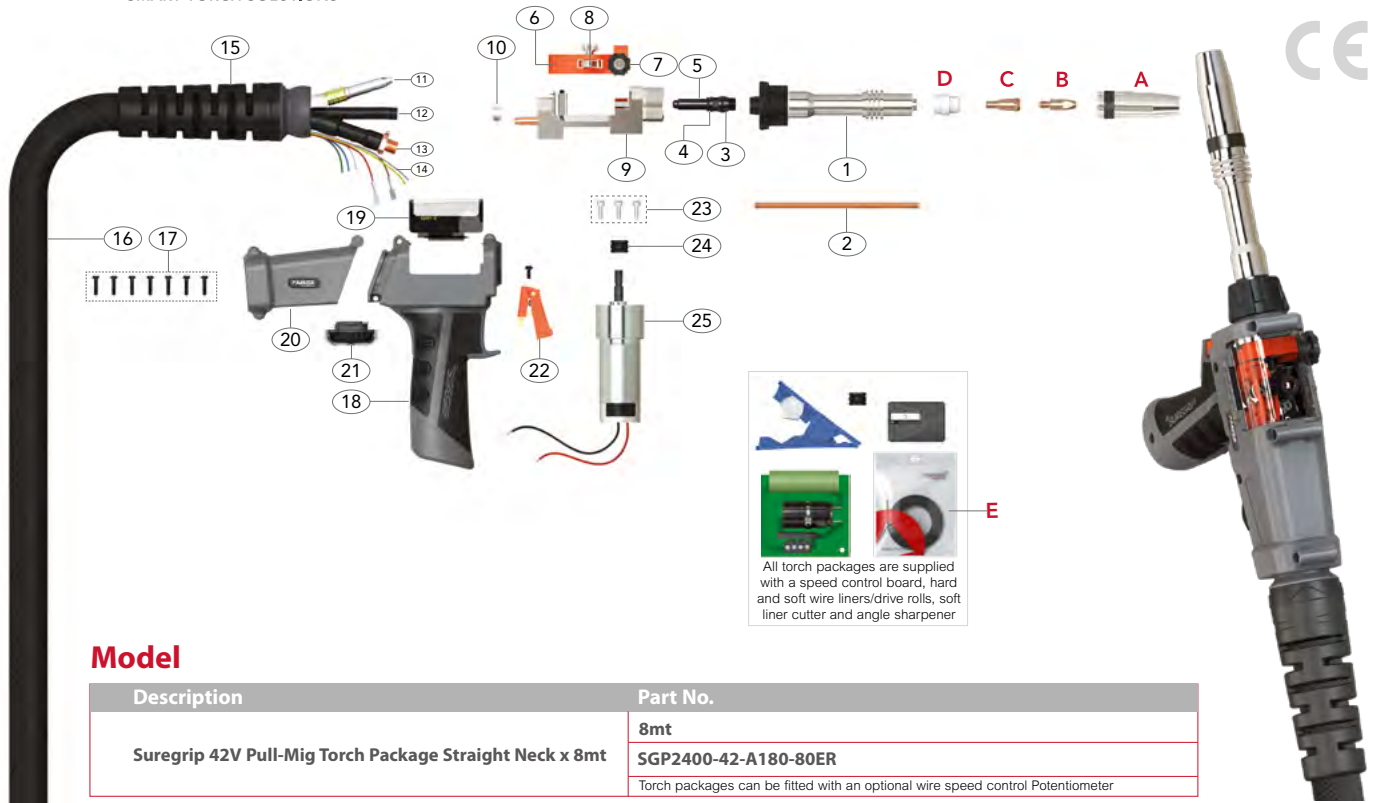 15
10
6
8
7
5
4
3
9
D
C
B
A
CE
1
2
11
12
13
14
16
17
19
20
21
18
22
23
24
25
PARKER
E
All torch packages are supplied
with a speed control board, hard
and soft wire liners/drive rolls, soft
liner cutter and angle sharpener
Model
Description
Part No.
Suregrip 42V Pull-Mig Torch Package Straight Neck x 8mt
8mt
SGP2400-42-A180-80ER
Torch packages can be fitted with an optional wire speed control Potentiometer